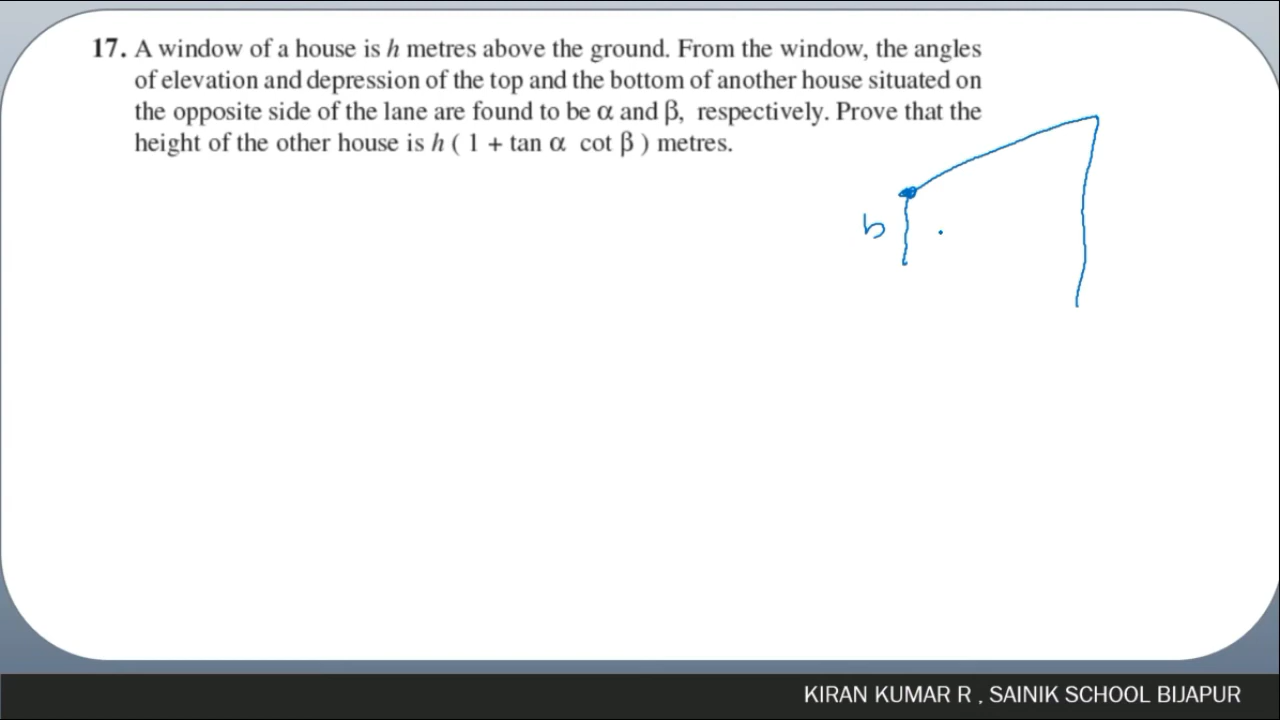 17. A window of a house is h metres above the ground. From the window, the angles
of elevation and depression of the top and the bottom of another house situated on
the opposite side of the lane are found to be α and β, respectively. Prove that the
height of the other house is h ( 1 + tan α cot β ) metres.
h
KIRAN KUMAR R , SAINIK SCHOOL BIJAPUR